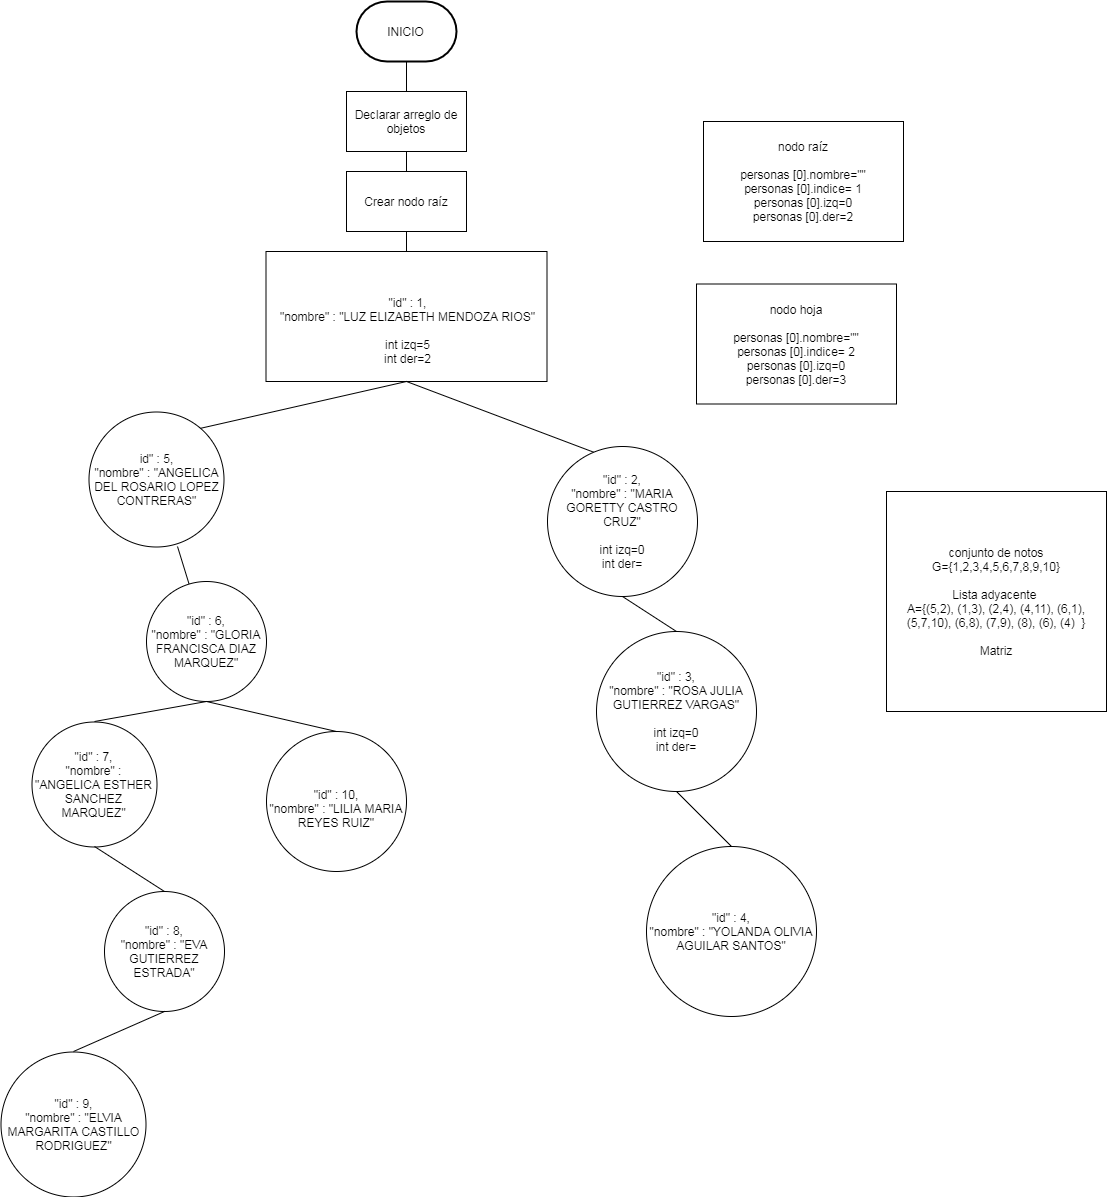 INICIO
Declarar arreglo de
objetos
Crear nodo raíz
nodo raíz
personas [0].nombre=""
personas [0].indice= 1
personas [0].izq=0
personas [0].der=2
"id" : 1,
"nombre" : "LUZ ELIZABETH MENDOZA RIOS"
int izq=5
int der=2
nodo hoja
personas [0].nombre=""
personas [0].indice= 2
personas [0].izq=0
personas [0].der=3
id" : 5,
"nombre" : "ANGELICA
DEL ROSARIO LOPEZ
CONTRERAS"
"id" : 2,
"nombre" : "MARIA
GORETTY CASTRO
CRUZ"
int izq=0
int der=
conjunto de notos
G={1,2,3,4,5,6,7,8,9,10}
Lista adyacente
A={(5,2), (1,3), (2,4), (4,11), (6,1),
(5,7,10), (6,8), (7,9), (8), (6), (4)  }
Matriz
"id" : 6,
"nombre" : "GLORIA
FRANCISCA DIAZ
MARQUEZ"
"id" : 3,
"nombre" : "ROSA JULIA
GUTIERREZ VARGAS"
int izq=0
int der=
"id" : 7,
"nombre" :
"ANGELICA ESTHER
SANCHEZ
MARQUEZ"
"id" : 10,
"nombre" : "LILIA MARIA
REYES RUIZ"
"id" : 8,
"nombre" : "EVA
GUTIERREZ
ESTRADA"
"id" : 4,
"nombre" : "YOLANDA OLIVIA
AGUILAR SANTOS"
"id" : 9,
"nombre" : "ELVIA
MARGARITA CASTILLO
RODRIGUEZ"